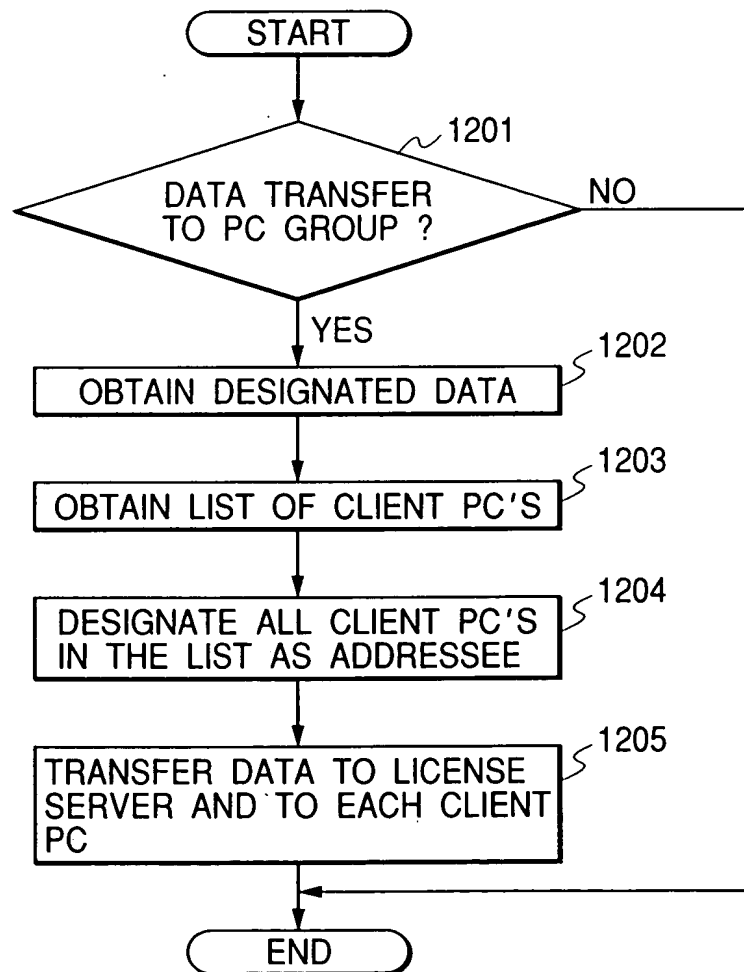 START
1201
DATA TRANSFER
TO PC GROUP ?
NO
YES
1202
OBTAIN DESIGNATED DATA
1203
OBTAIN LIST OF CLIENT PC'S
1204
DESIGNATE ALL CLIENT PC'S
IN THE LIST AS ADDRESSEE
1205
TRANSFER DATA TO LICENSE
SERVER AND TO EACH CLIENT
PC
END